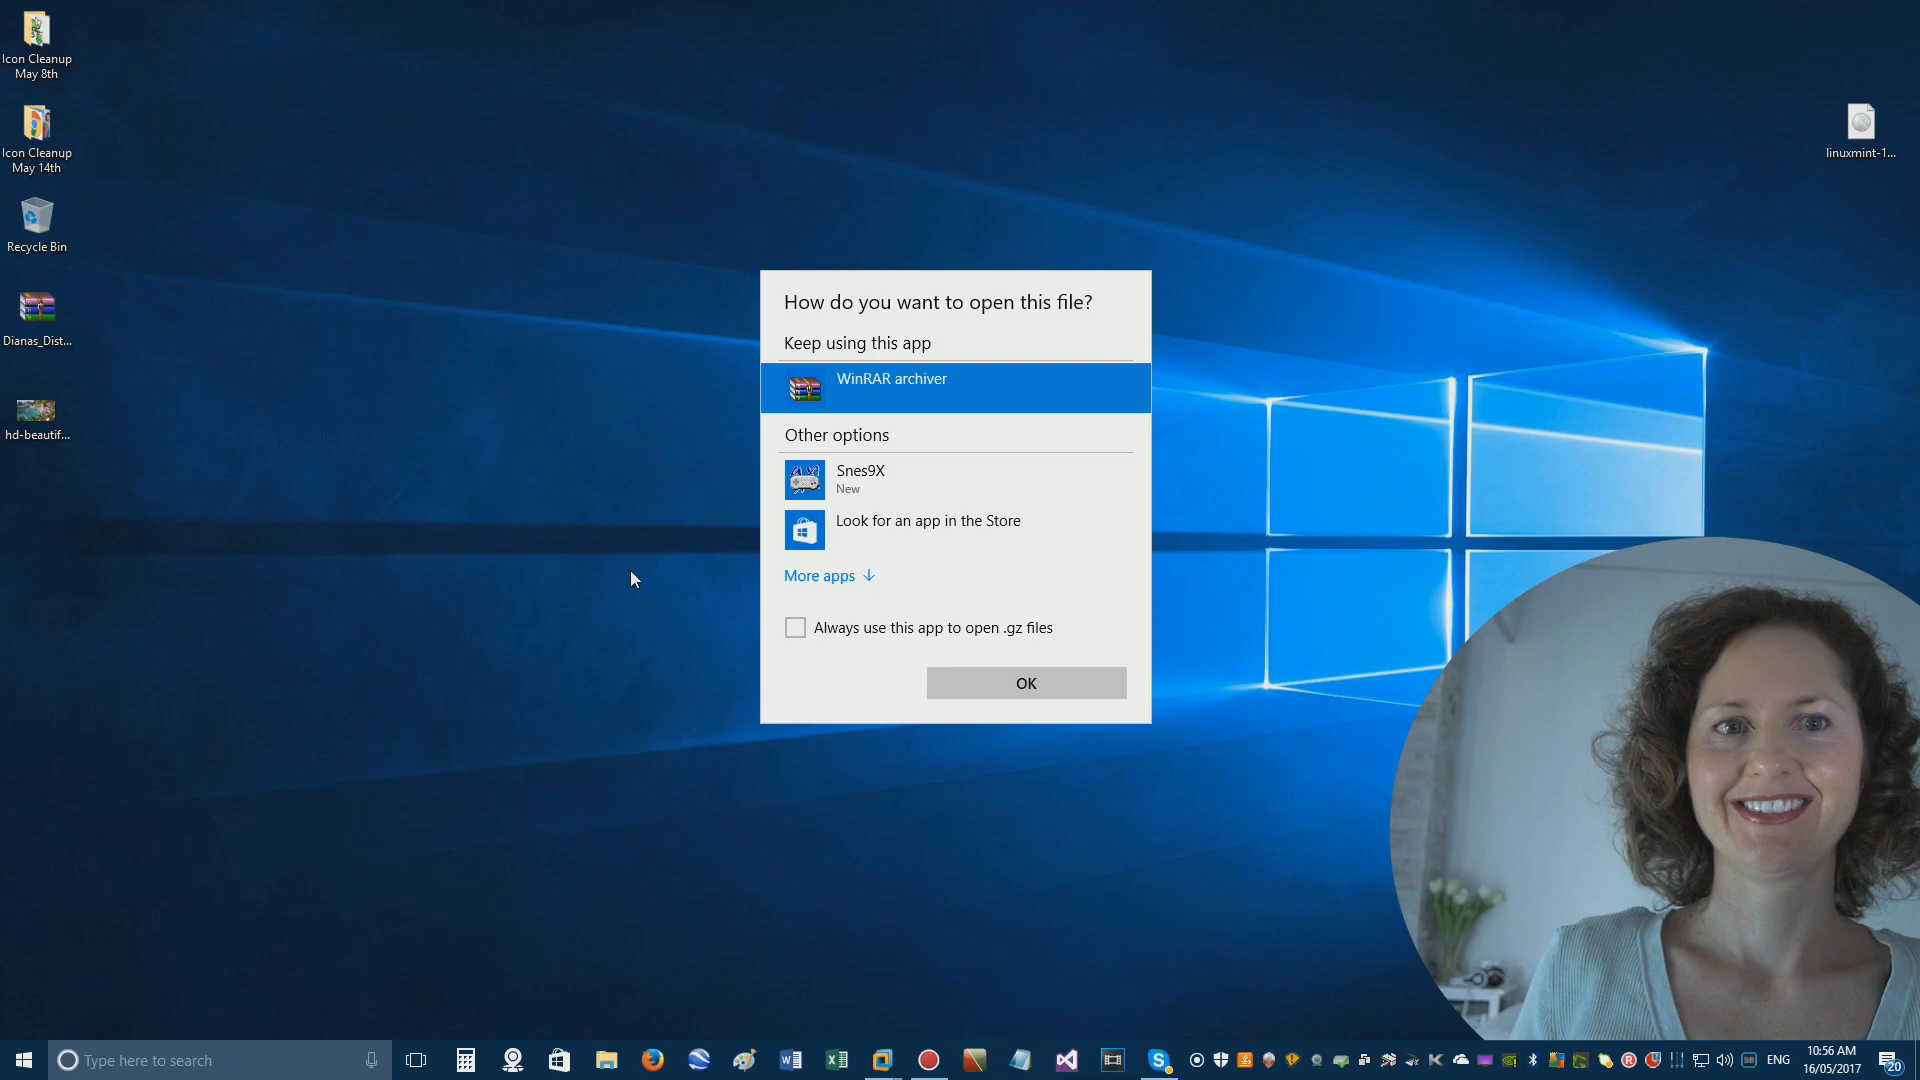 Icon Cleanup
May 8th
Icon Cleanup
May 14th
Recycle Bin
Dianas_Dist...
hd-beautif...
linuxmint-1...
How do you want to open this file?
Keep using this app
WinRAR archiver
Other options
Snes9X
New
Look for an app in the Store
More apps
Always use this app to open .gz files
OK
Type here to search
ENG
10:56 AM
16/05/2017
20